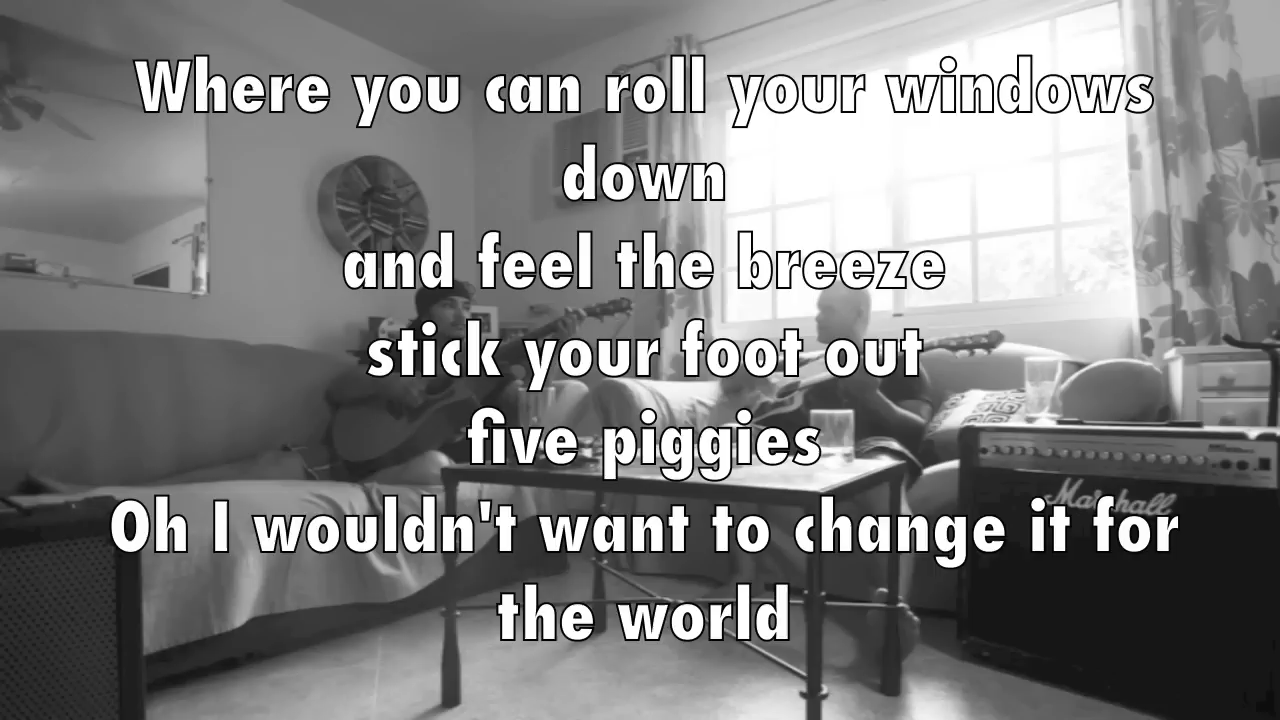 Where you can roll your windows
down
and feel the breeze
stick your foot out
five piggies
Oh I wouldn't want to change it for
the world
Marshall